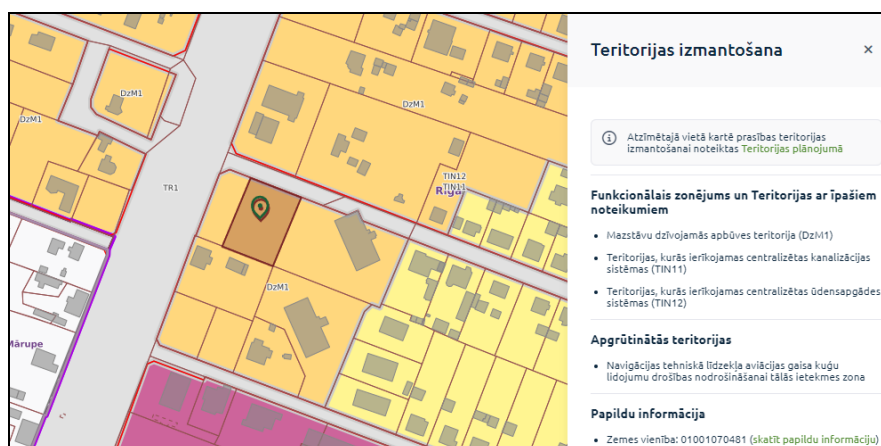 DzM1
DzM1
DzM1
TR1
TIN12
TIN11
Rīga
DzM1
Mārupe
Teritorijas izmantošana
×
Atzīmētajā vietā kartē prasības teritorijas
izmantošanai noteiktas Teritorijas plānojumā
Funkcionālais zonējums un Teritorijas ar īpašiem
noteikumiem
• Mazstāvu dzīvojamās apbūves teritorija (DzM1)
• Teritorijas, kurās ierīkojamas centralizētas kanalizācijas
sistēmas (TIN11)
• Teritorijas, kurās ierīkojamas centralizētas ūdensapgādes
sistēmas (TIN12)
Apgrūtinātās teritorijas
• Navigācijas tehniskā līdzekļa aviācijas gaisa kuģu
lidojumu drošības nodrošināšanai tālās ietekmes zona
Papildu informācija
• Zemes vienība: 01001070481 (skatīt papildu informāciju)